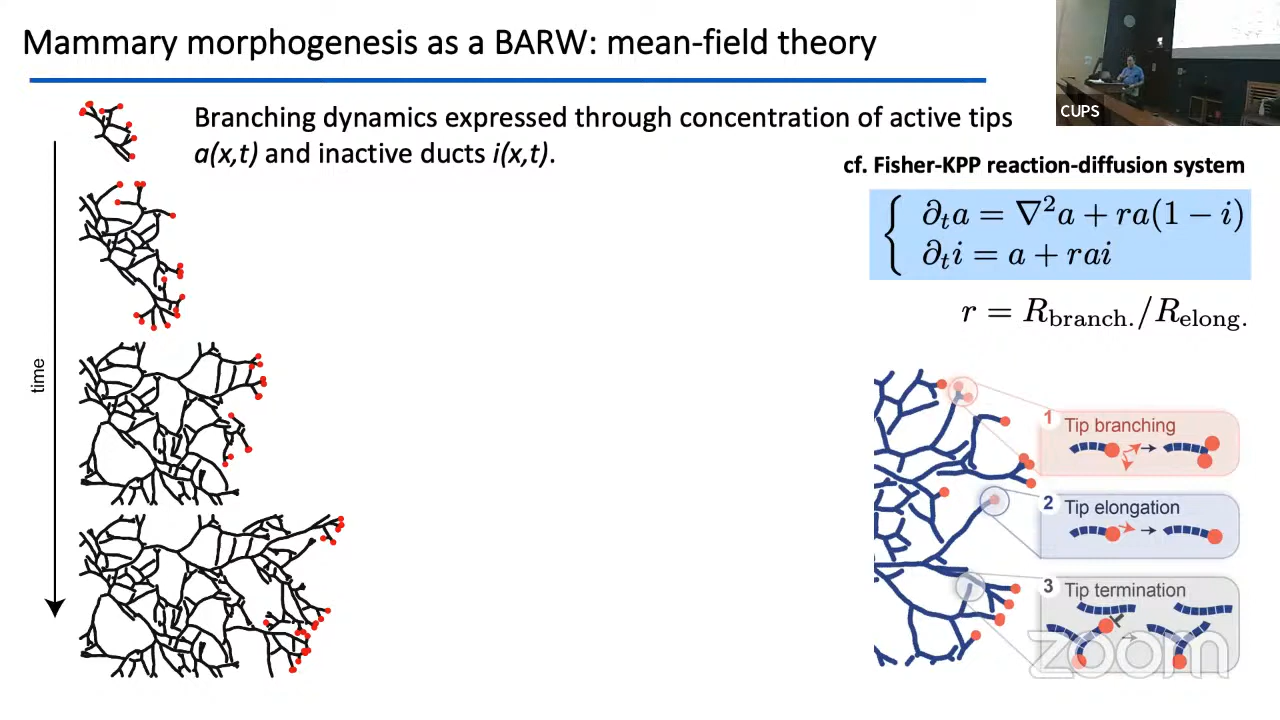 Mammary morphogenesis as a BARW: mean-field theory
CUPS
Branching dynamics expressed through concentration of active tips
a(x,t) and inactive ducts i(x,t).
cf. Fisher-KPP reaction-diffusion system
∂ₜa = ∇²a + ra(1 − i)
∂ₜi = a + rai
r = R_branch./R_elong.
time
1 Tip branching
2 Tip elongation
3 Tip termination
zoom